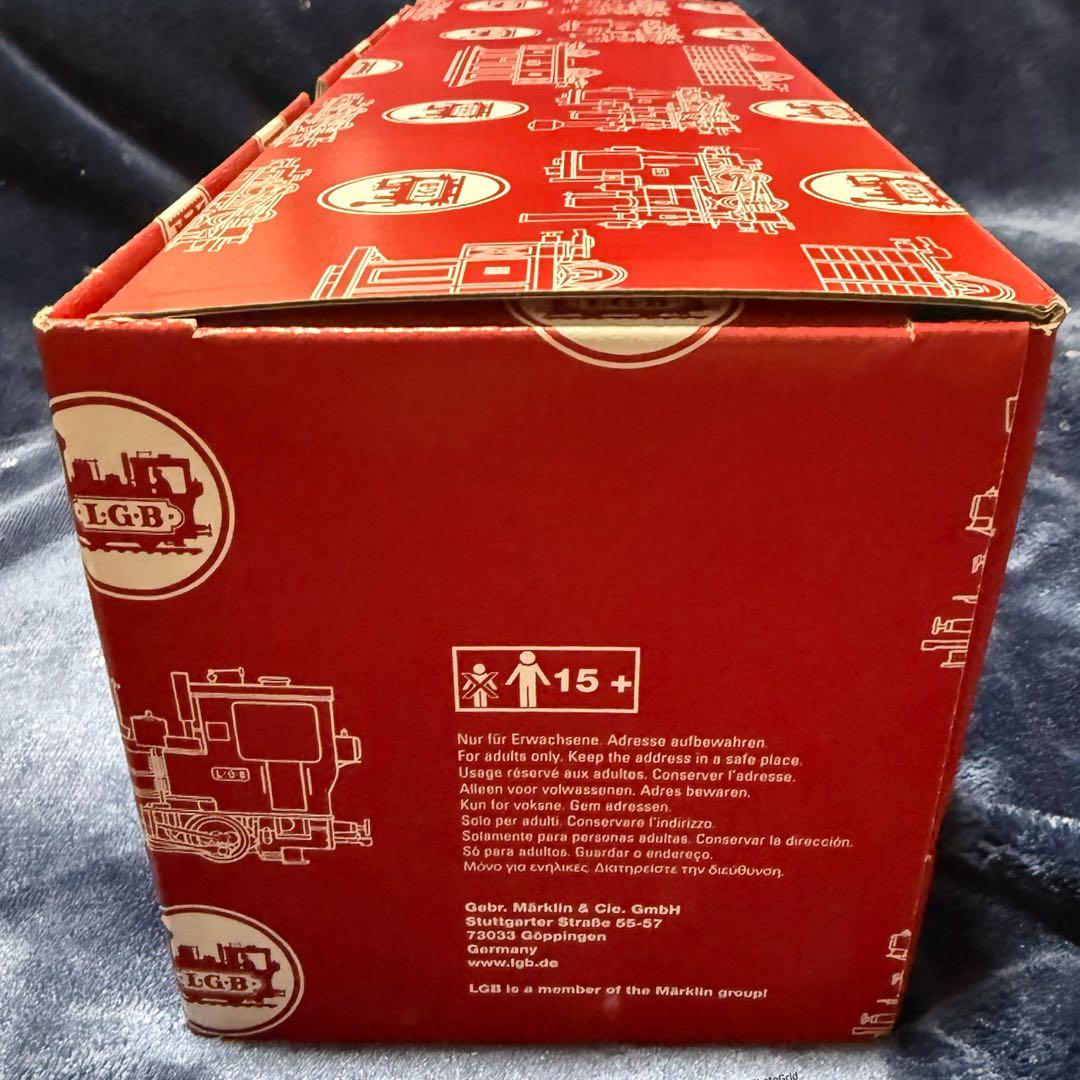 L·G·B
15 +
L·G·B
Nur für Erwachsene. Adresse aufbewahren.
For adults only. Keep the address in a safe place.
Usage réservé aux adultes. Conserver l'adresse.
Alleen voor volwassenen. Adres bewaren.
Kun for voksne. Gem adressen.
Solo per adulti. Conservare l'indirizzo.
Solamente para personas adultas. Conservar la dirección.
Só para adultos. Guardar o endereço.
Μόνο για ενήλικες. Διατηρείστε την διεύθυνση.
Gebr. Märklin & Cie. GmbH
Stuttgarter Straße 55-57
73033 Göppingen
Germany
www.lgb.de
L·G·B
LGB is a member of the Märklin group!